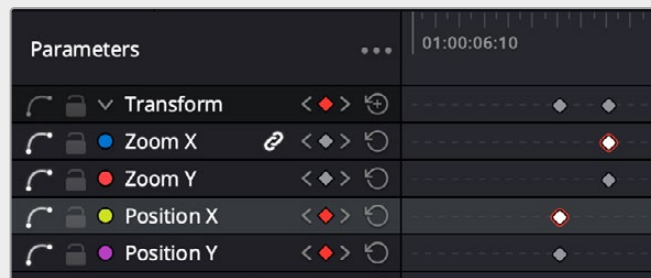 Parameters
01:00:06:10
Transform
Zoom X
Zoom Y
Position X
Position Y